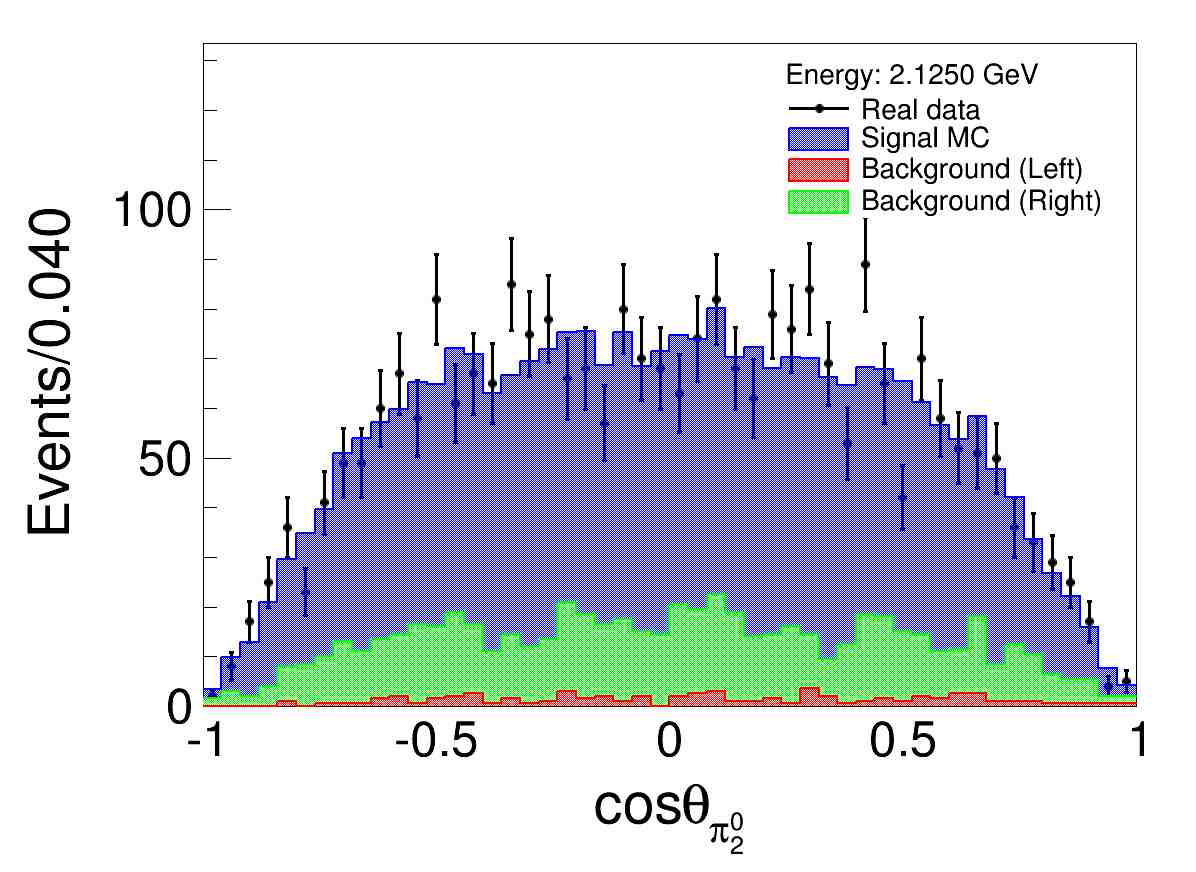 Energy: 2.1250 GeV
Real data
Signal MC
Background (Left)
Background (Right)
Events/0.040
100
50
0
-1
-0.5
0
0.5
1
cosθπ⁰₂